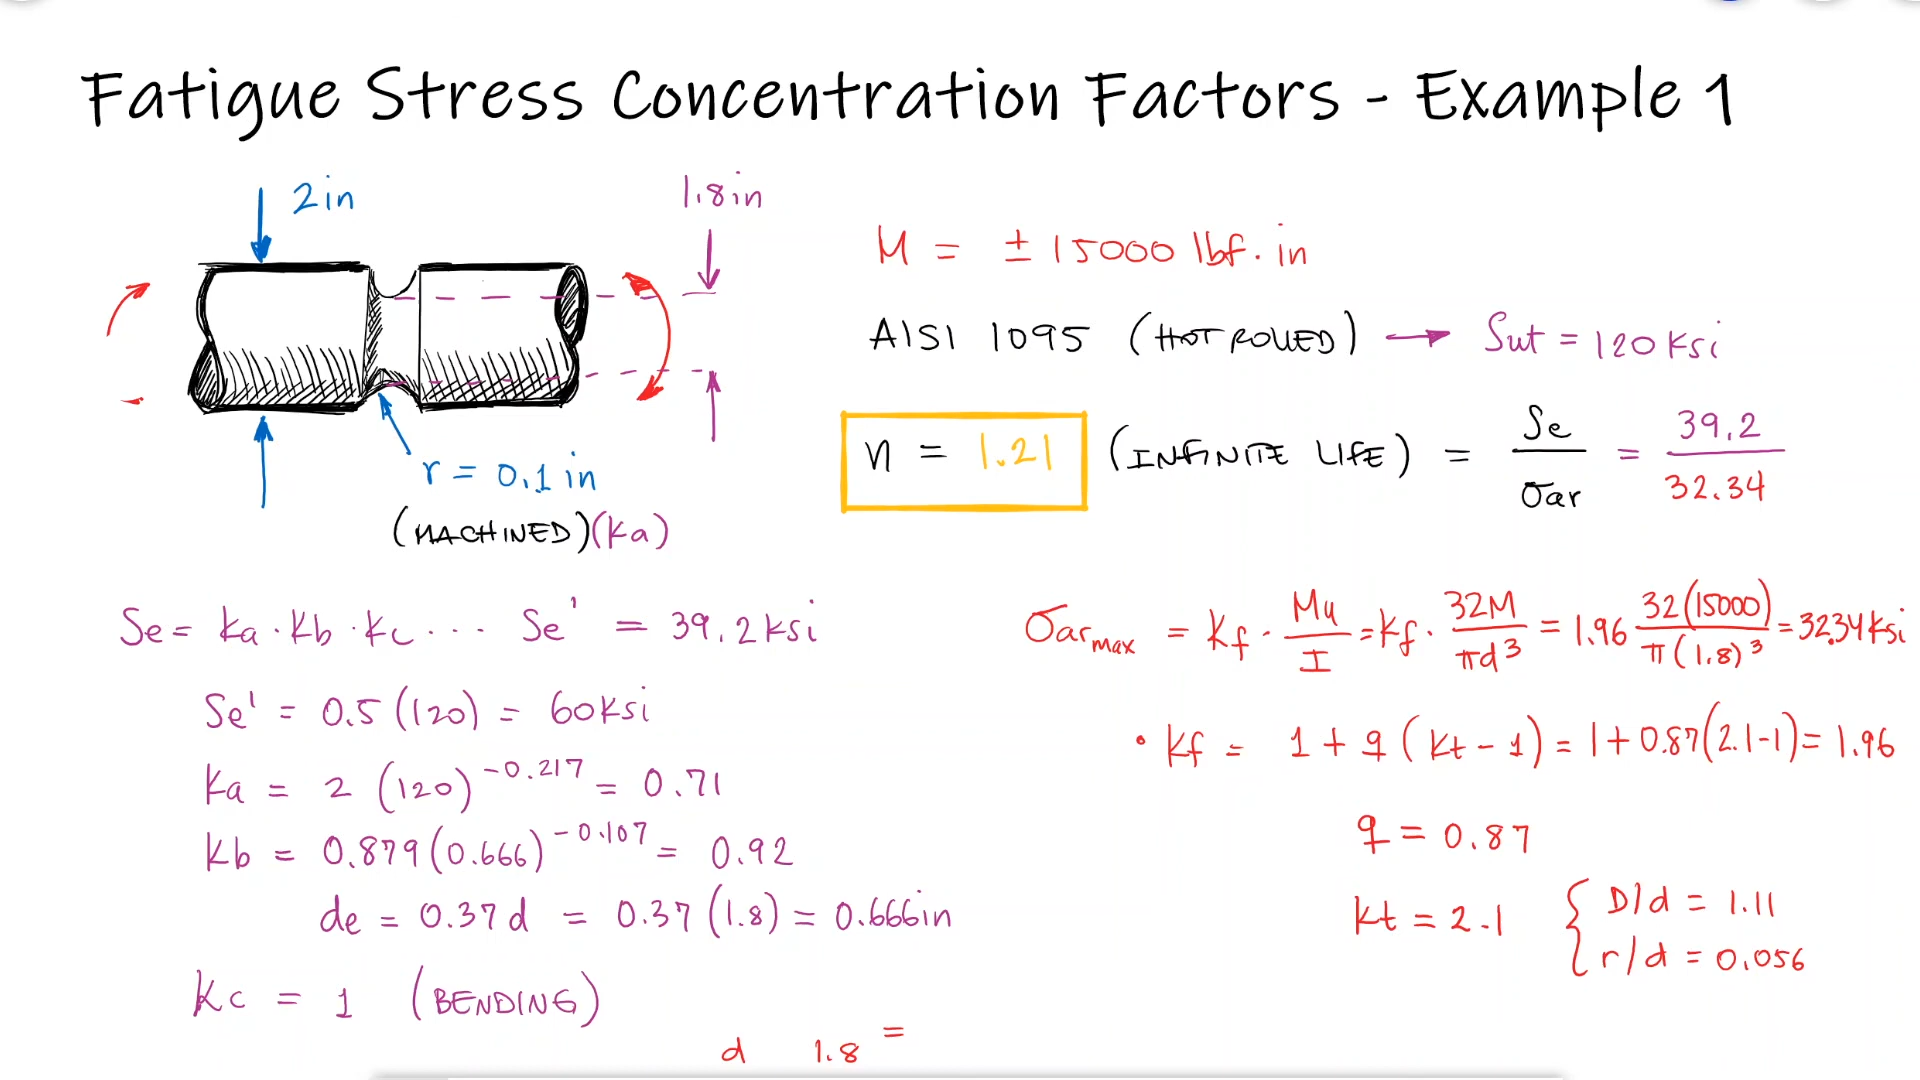 Fatigue Stress Concentration Factors - Example 1
2in
1.8in
r = 0.1 in
(MACHINED)(ka)
M = ± 15000 lbf. in
AISI 1095 (HOT ROLLED) → Sut = 120 Ksi
n = 1.21 (INFINITE LIFE) = Se/σar = 39.2/32.34
Se = ka . kb . kc . . . Se' = 39.2 ksi
Se' = 0.5 (120) = 60ksi
ka = 2 (120)^-0.217 = 0.71
kb = 0.879 (0.666)^-0.107 = 0.92
de = 0.37 d = 0.37 (1.8) = 0.666in
kc = 1 (BENDING)
σar max = kf . My/I = kf . 32M/πd³ = 1.96 32(15000)/π(1.8)³ = 32.34 ksi
• kf = 1 + q (kt - 1) = 1 + 0.87(2.1-1) = 1.96
q = 0.87
kt = 2.1 { D/d = 1.11
r/d = 0.056
d 1.8 =